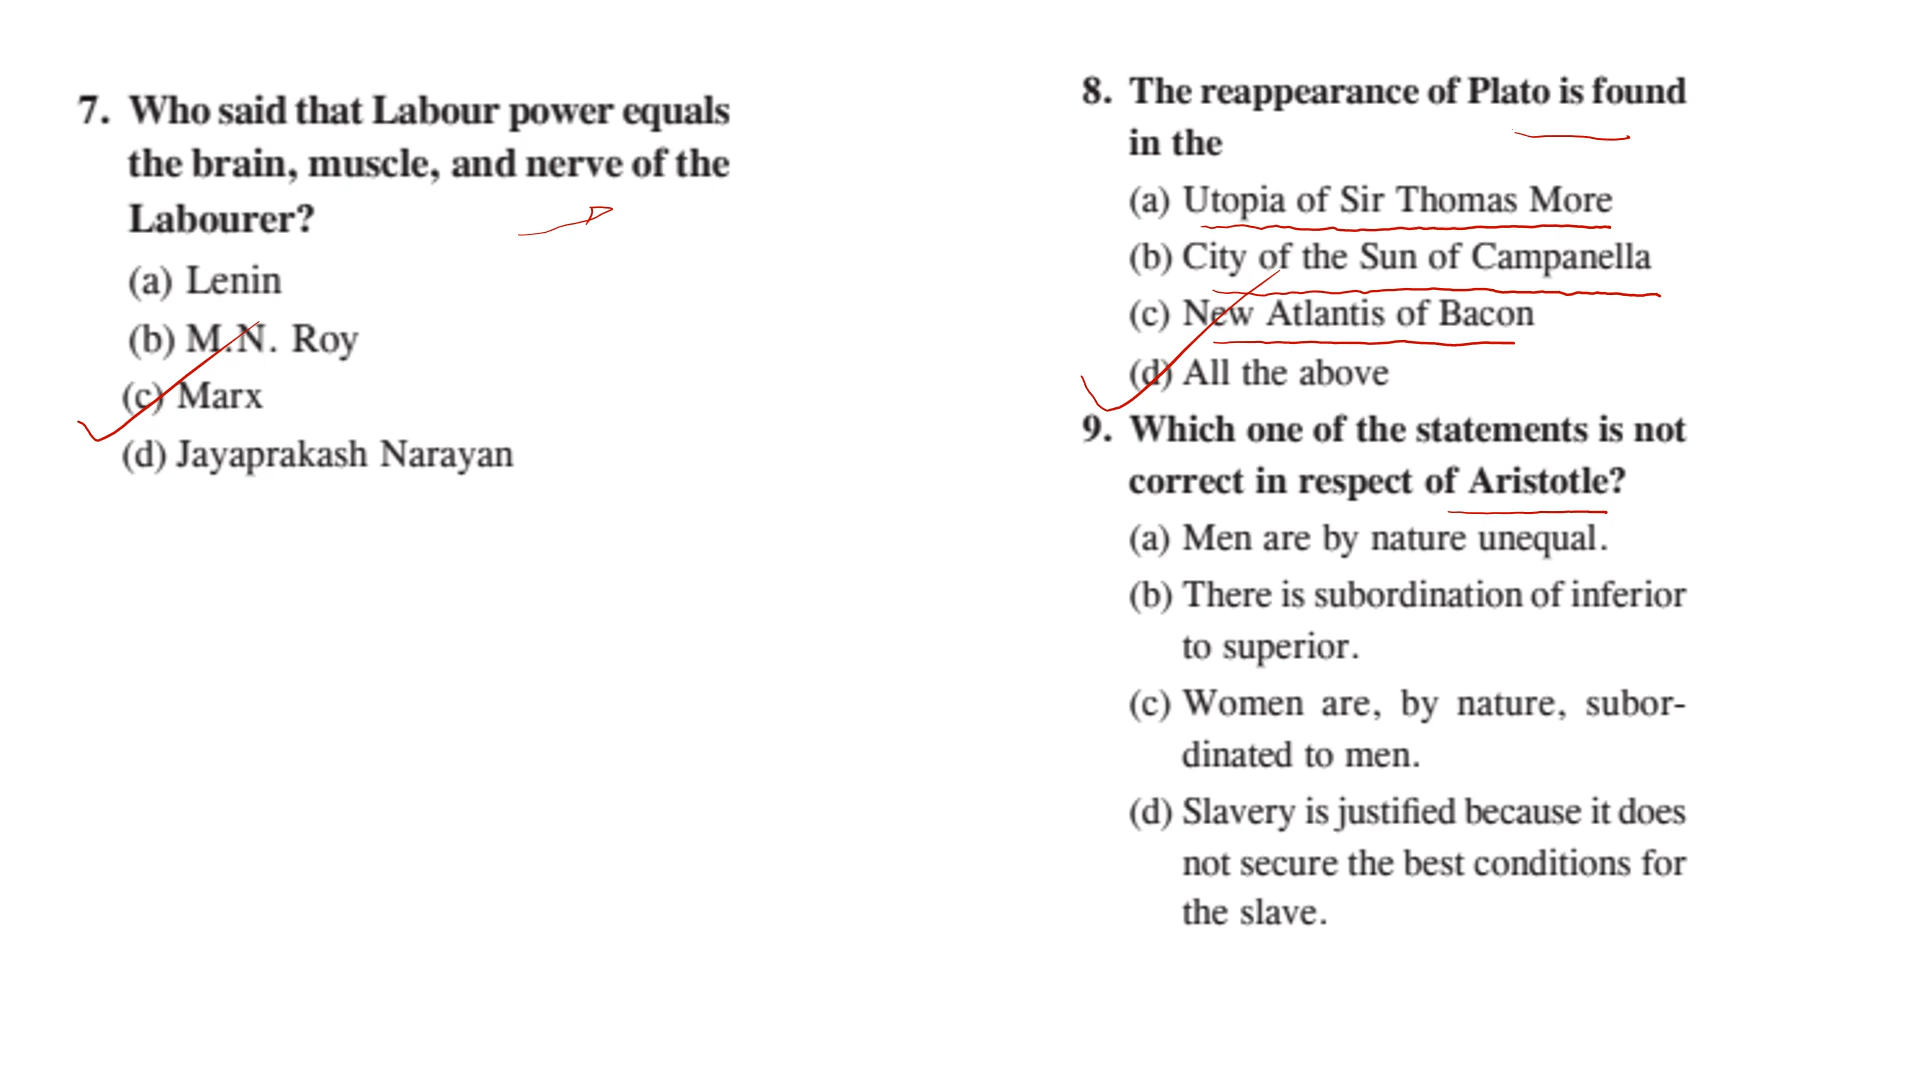 7. Who said that Labour power equals
the brain, muscle, and nerve of the
Labourer?
(a) Lenin
(b) M.N. Roy
(c) Marx
(d) Jayaprakash Narayan
8. The reappearance of Plato is found
in the
(a) Utopia of Sir Thomas More
(b) City of the Sun of Campanella
(c) New Atlantis of Bacon
(d) All the above
9. Which one of the statements is not
correct in respect of Aristotle?
(a) Men are by nature unequal.
(b) There is subordination of inferior
to superior.
(c) Women are, by nature, subor-
dinated to men.
(d) Slavery is justified because it does
not secure the best conditions for
the slave.